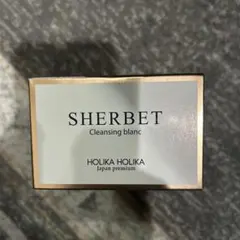 SHERBET
Cleansing blanc
HOLIKA HOLIKA
Japan premium